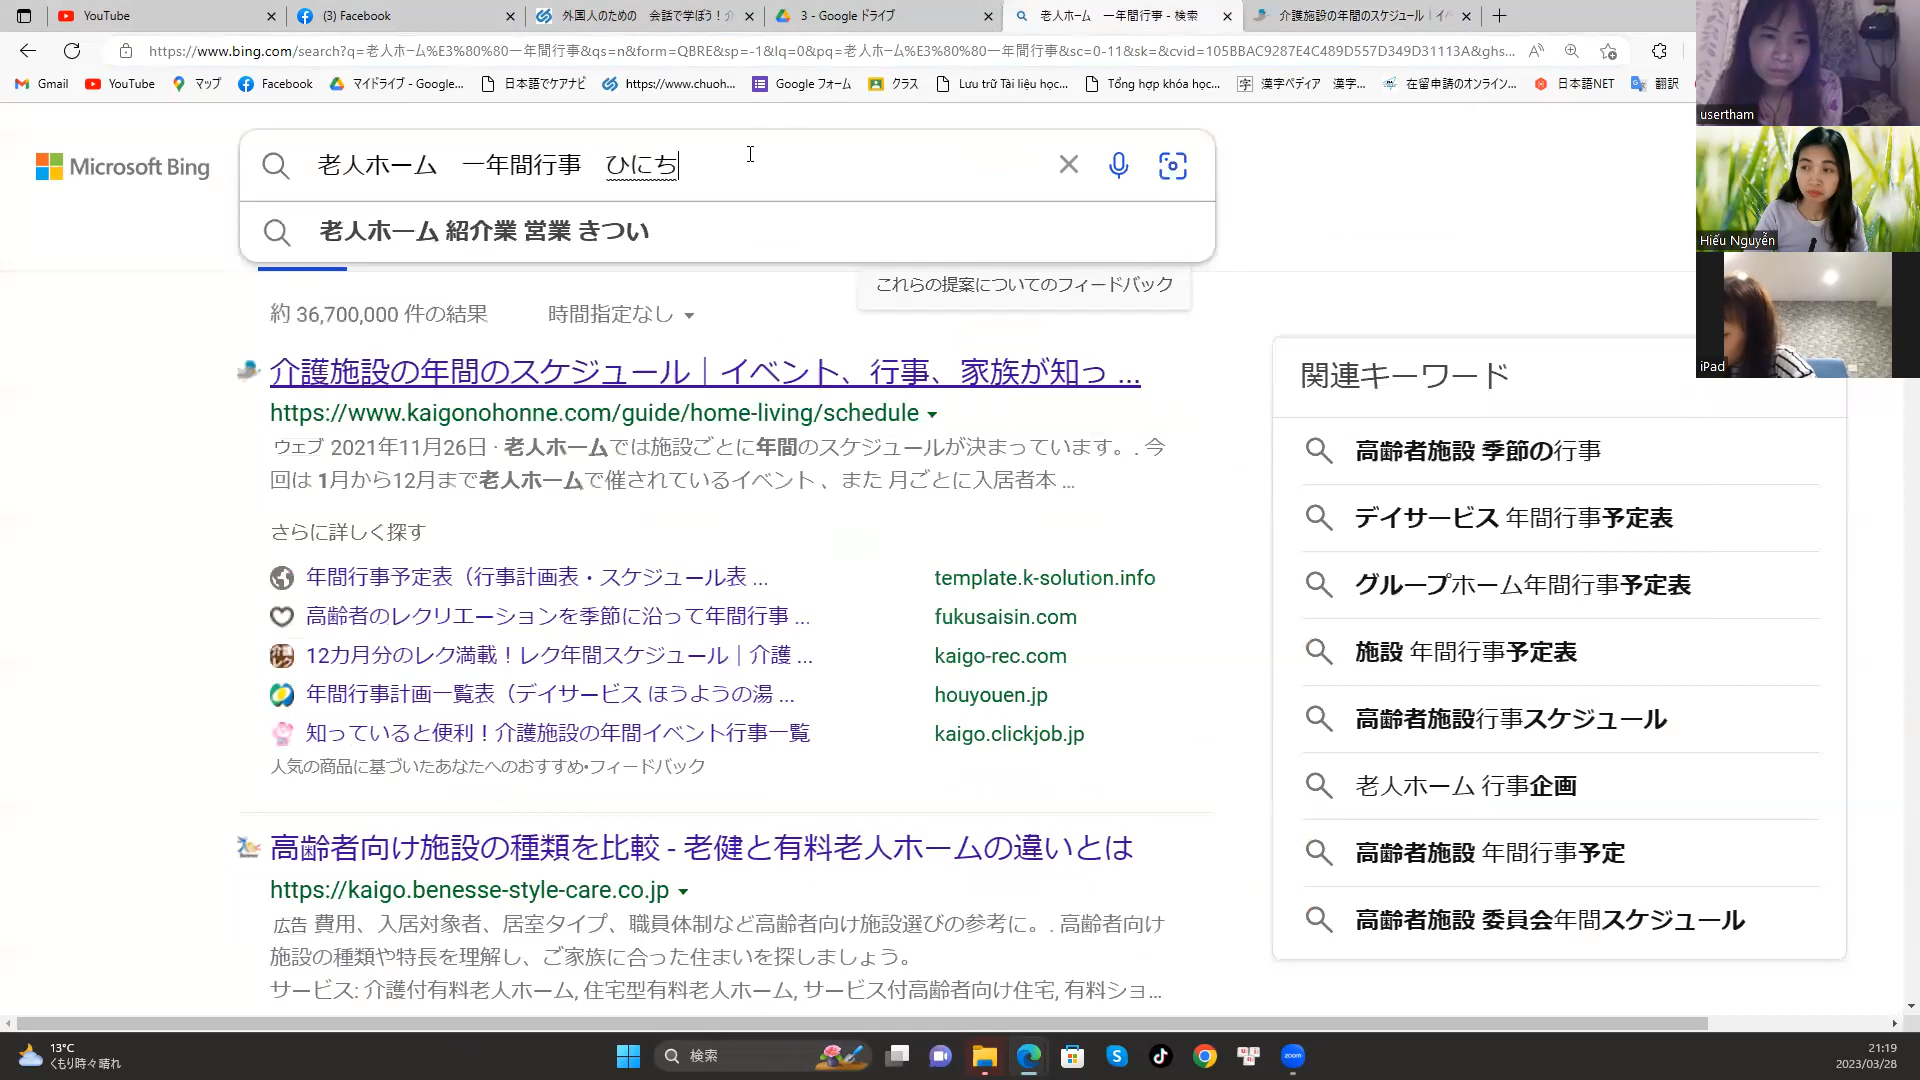 YouTube
(3) Facebook
外国人のための 会話で学ぼう！介
3 - Google ドライブ
老人ホーム 一年間行事 - 検索
介護施設の年間のスケジュール｜イベ
https://www.bing.com/search?q=老人ホーム%E3%80%80一年間行事&qs=n&form=QBRE&sp=-1&lq=0&pq=老人ホーム%E3%80%80一年間行事&sc=0-11&sk=&cvid=105BBAC9287E4C489D557D349D31113A&ghs...
Gmail
YouTube
マップ
Facebook
マイドライブ - Google...
日本語でケアナビ
https://www.chuoh...
Google フォーム
クラス
Lưu trữ Tài liệu học...
Tổng hợp khóa học...
漢字ペディア 漢字...
在留申請のオンライン...
日本語NET
翻訳
usertham
Microsoft Bing
老人ホーム 一年間行事 ひにち
老人ホーム 紹介業 営業 きつい
Hiếu Nguyễn
これらの提案についてのフィードバック
約 36,700,000 件の結果
時間指定なし
iPad
介護施設の年間のスケジュール｜イベント、行事、家族が知っ ...
https://www.kaigonohonne.com/guide/home-living/schedule
ウェブ 2021年11月26日 · 老人ホームでは施設ごとに年間のスケジュールが決まっています。. 今
回は 1月から12月まで老人ホームで催されているイベント 、また 月ごとに入居者本 ...
さらに詳しく探す
年間行事予定表（行事計画表・スケジュール表 ...
template.k-solution.info
高齢者のレクリエーションを季節に沿って年間行事 ...
fukusaisin.com
12カ月分のレク満載！レク年間スケジュール｜介護 ...
kaigo-rec.com
年間行事計画一覧表（デイサービス ほうようの湯 ...
houyouen.jp
知っていると便利！介護施設の年間イベント行事一覧
kaigo.clickjob.jp
人気の商品に基づいたあなたへのおすすめ•フィードバック
高齢者向け施設の種類を比較 - 老健と有料老人ホームの違いとは
https://kaigo.benesse-style-care.co.jp
広告 費用、入居対象者、居室タイプ、職員体制など高齢者向け施設選びの参考に。. 高齢者向け
施設の種類や特長を理解し、ご家族に合った住まいを探しましょう。
サービス: 介護付有料老人ホーム, 住宅型有料老人ホーム, サービス付高齢者向け住宅, 有料ショ...
関連キーワード
高齢者施設 季節の行事
デイサービス 年間行事予定表
グループホーム年間行事予定表
施設 年間行事予定表
高齢者施設行事スケジュール
老人ホーム 行事企画
高齢者施設 年間行事予定
高齢者施設 委員会年間スケジュール
13°C
くもり時々晴れ
検索
zoom
21:19
2023/03/28